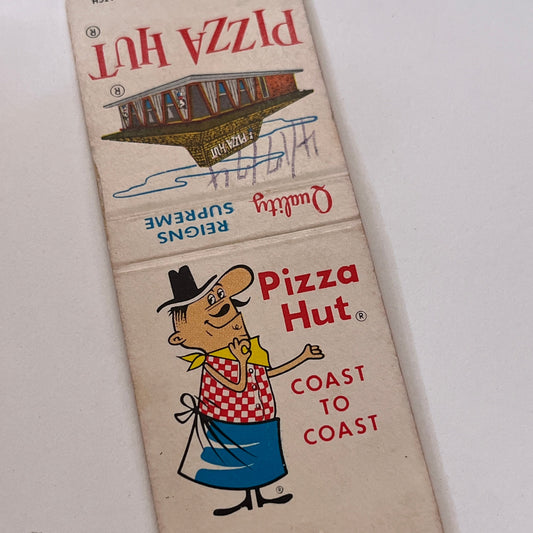 PIZZA HUT ®
®
PIZZA HUT
Quality
REIGNS
SUPREME
Pizza
Hut ®
COAST
TO
COAST
®